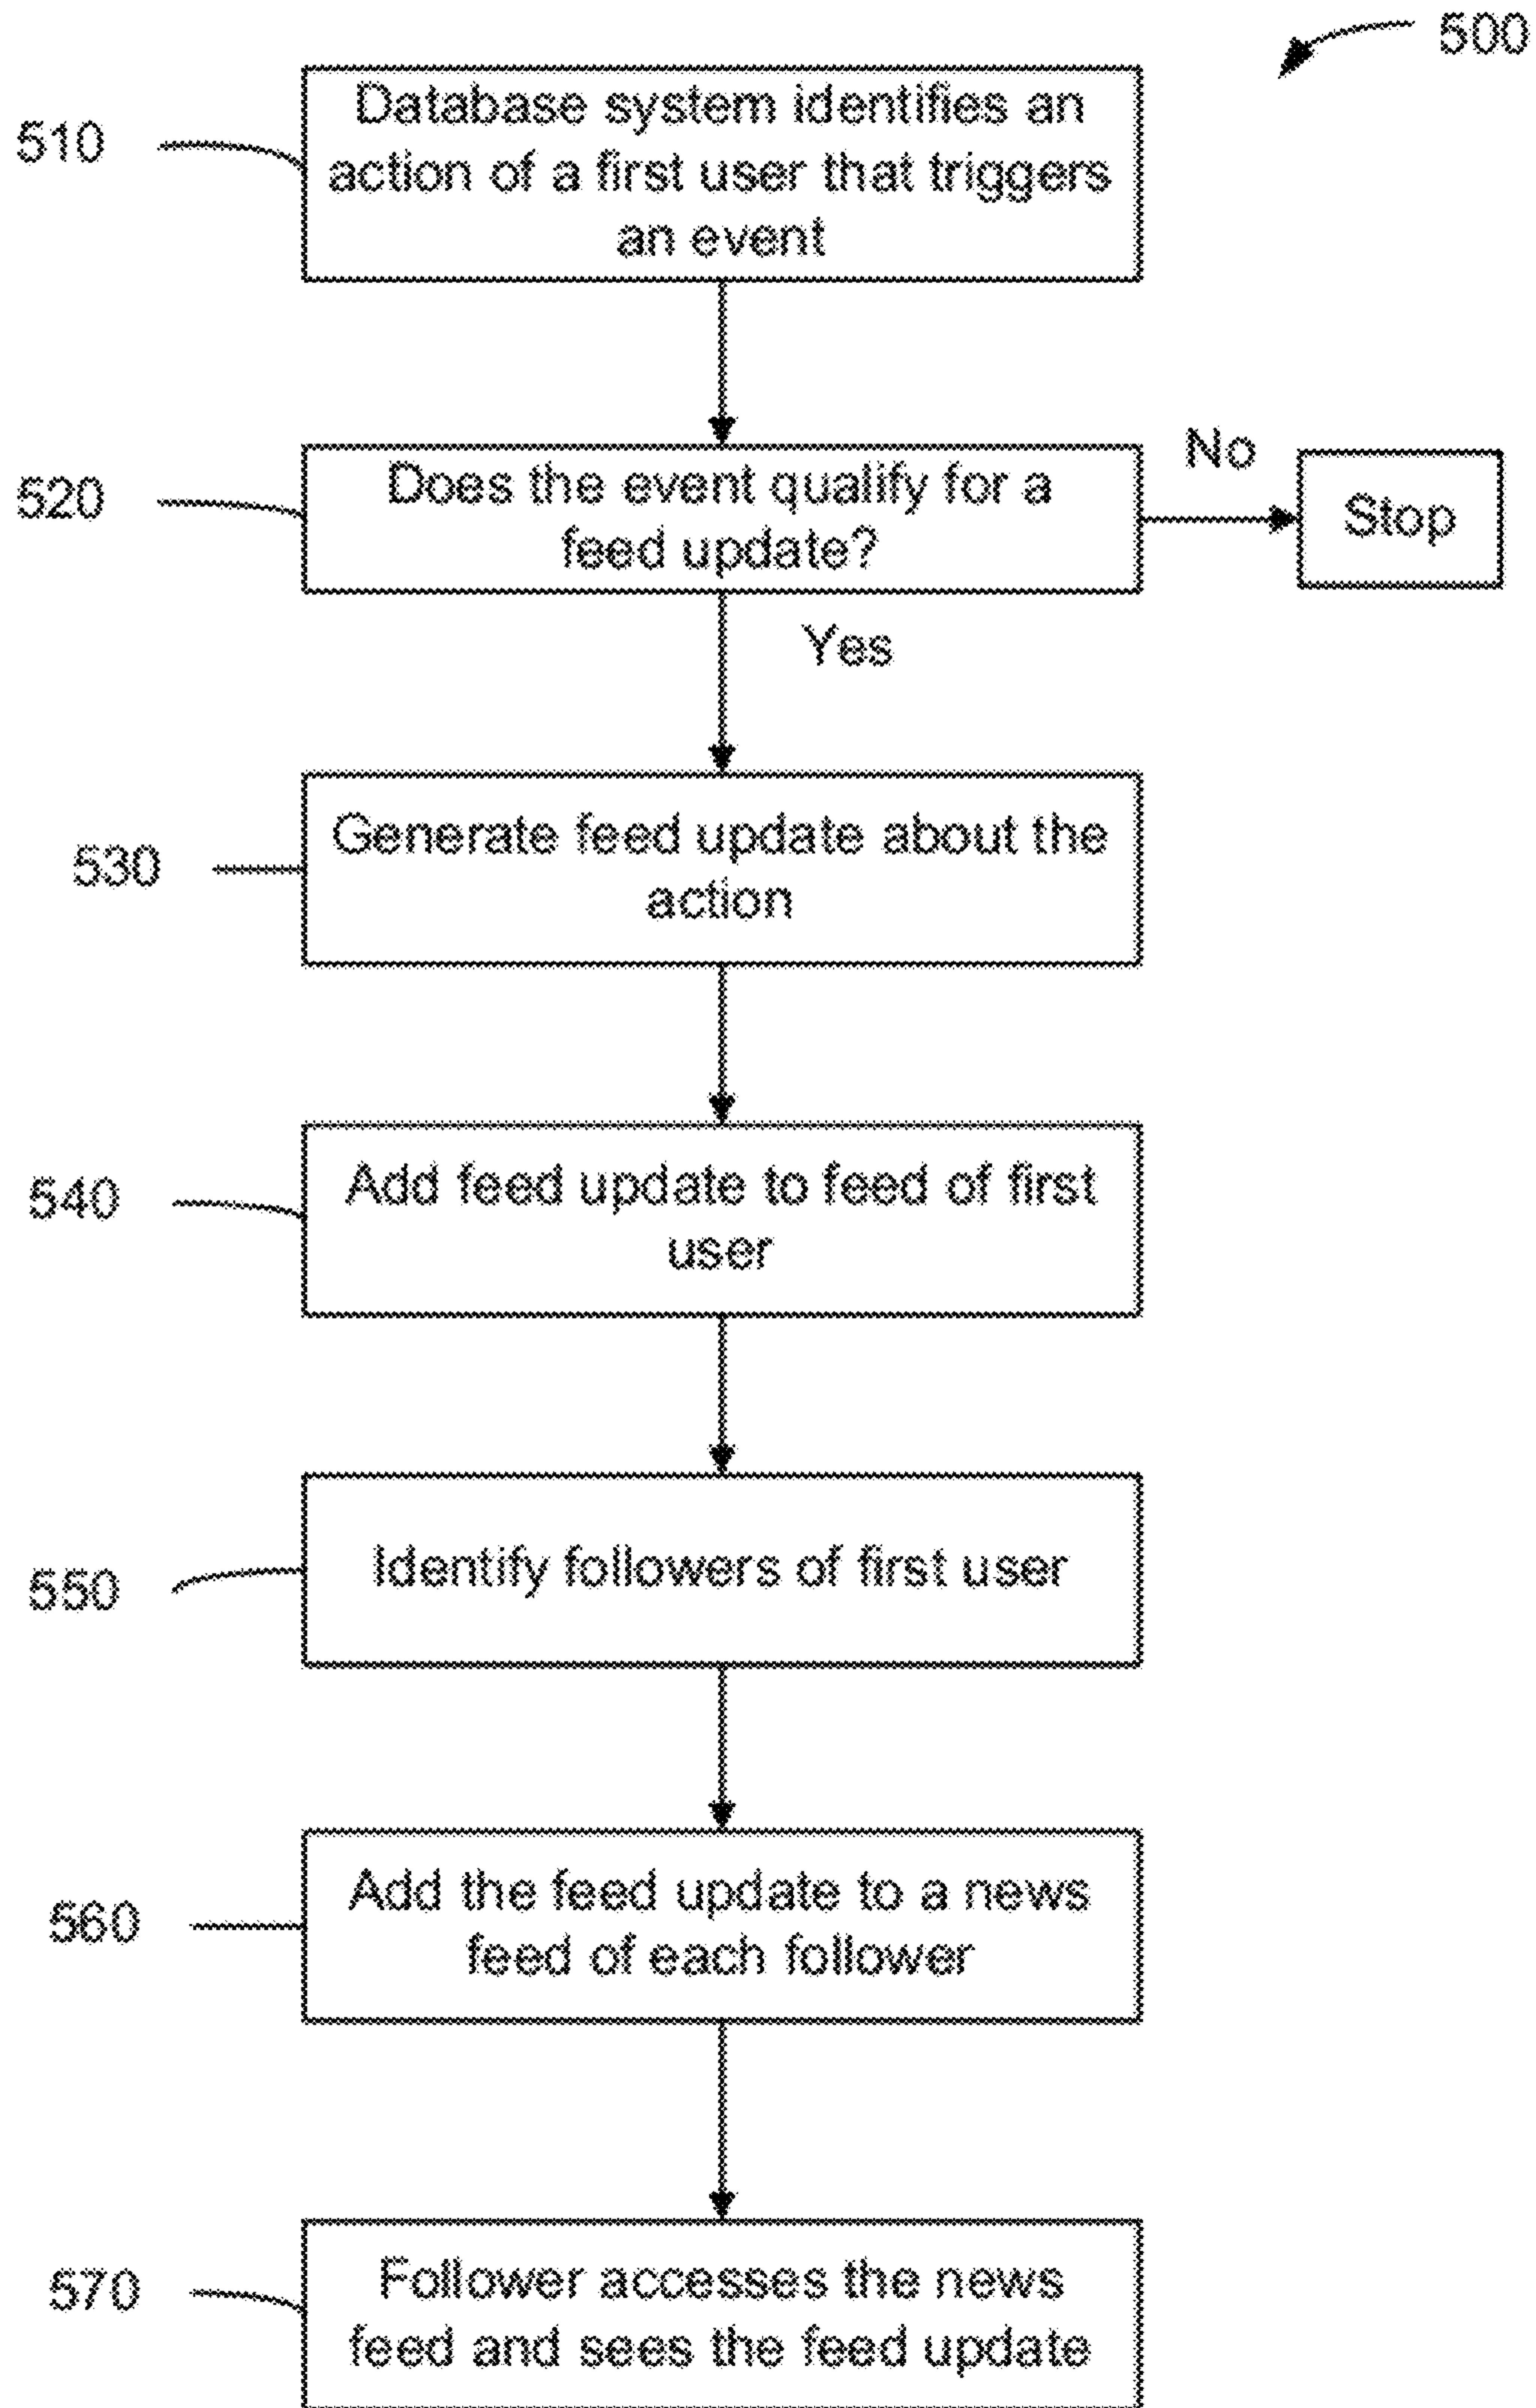 500
510
Database system identifies an
action of a first user that triggers
an event
520
Does the event qualify for a
feed update?
No
Stop
Yes
530
Generate feed update about the
action
540
Add feed update to feed of first
user
550
Identify followers of first user
560
Add the feed update to a news
feed of each follower
570
Follower accesses the news
feed and sees the feed update